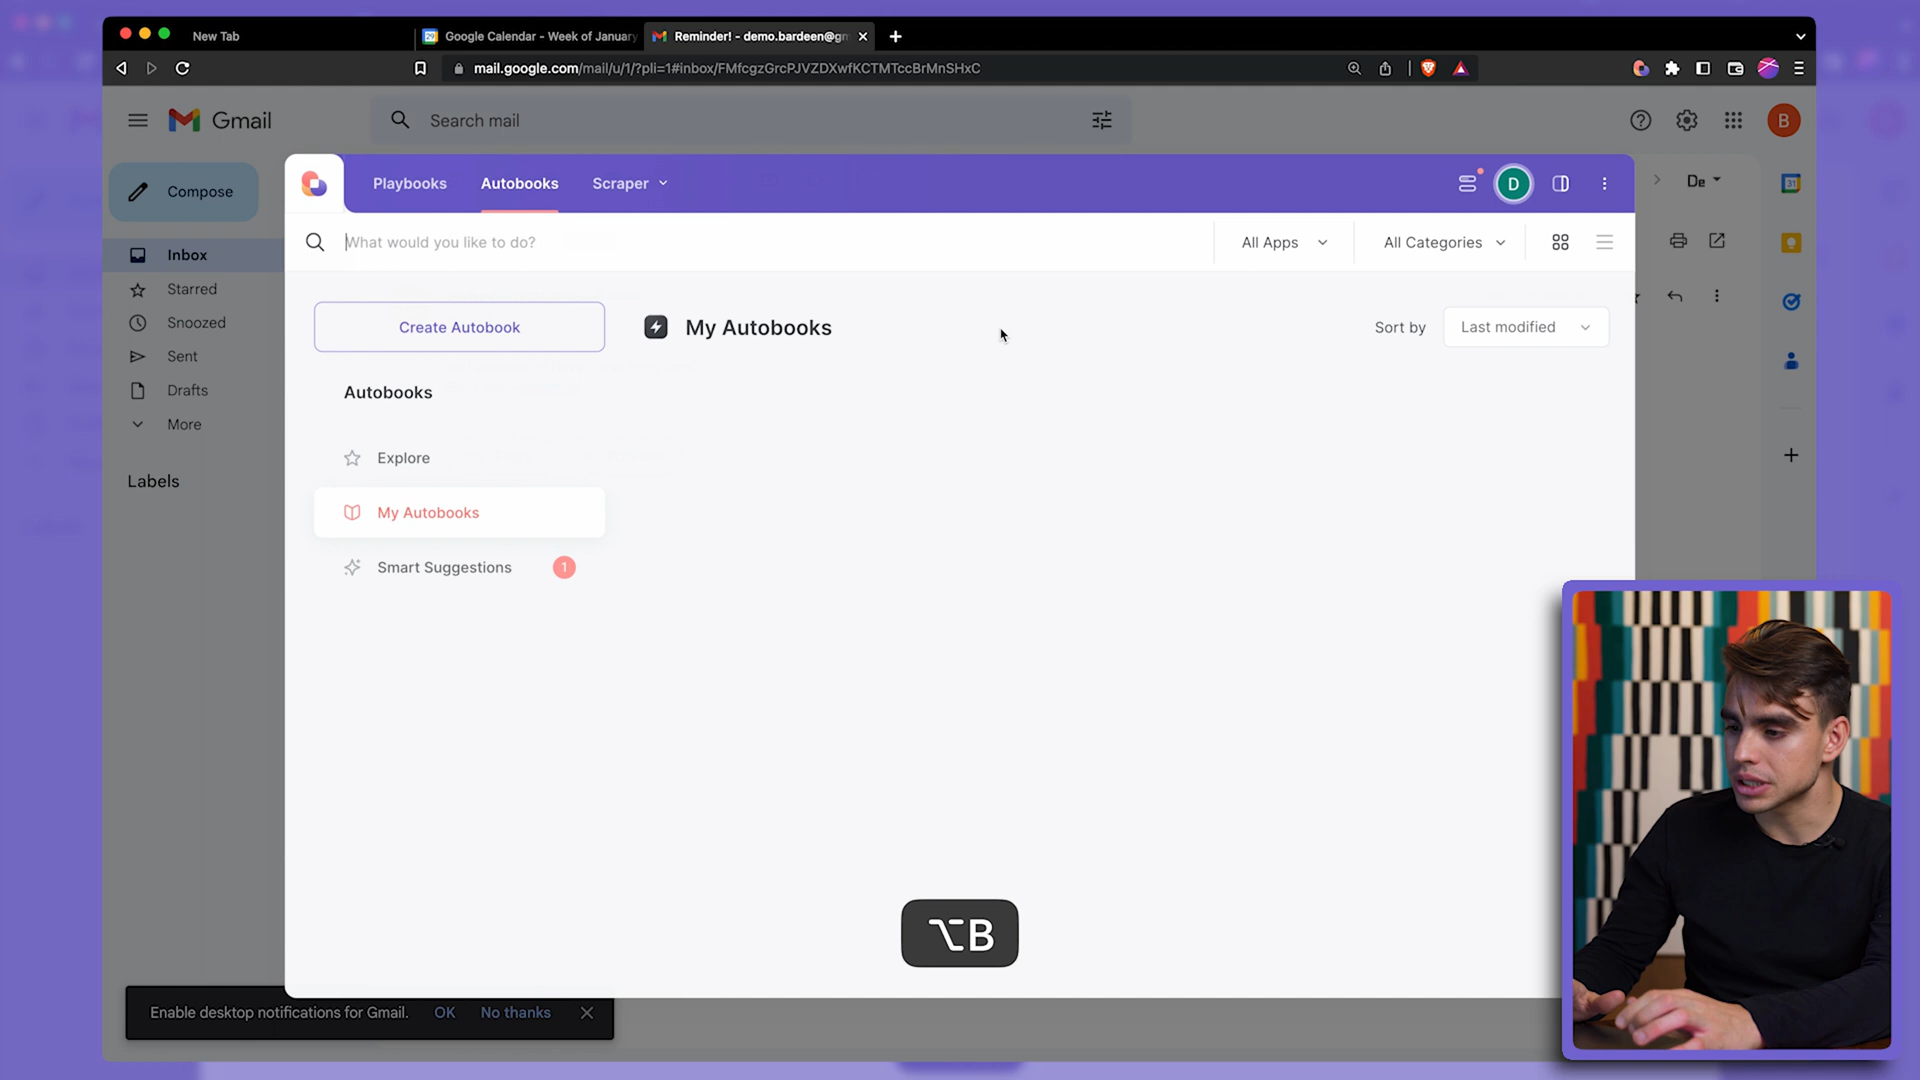 New Tab
Google Calendar - Week of January
Reminder! - demo.bardeen@gm
mail.google.com/mail/u/1/?pli=1#inbox/FMfcgzGrcPJVZDXwfKCTMTccBrMnSHxC
Gmail
Search mail
B
Compose
Playbooks
Autobooks
Scraper
D
De
31
What would you like to do?
All Apps
All Categories
Inbox
Starred
Snoozed
Sent
Drafts
More
Labels
Create Autobook
My Autobooks
Sort by
Last modified
Autobooks
Explore
My Autobooks
Smart Suggestions
1
⌥B
Enable desktop notifications for Gmail.
OK
No thanks